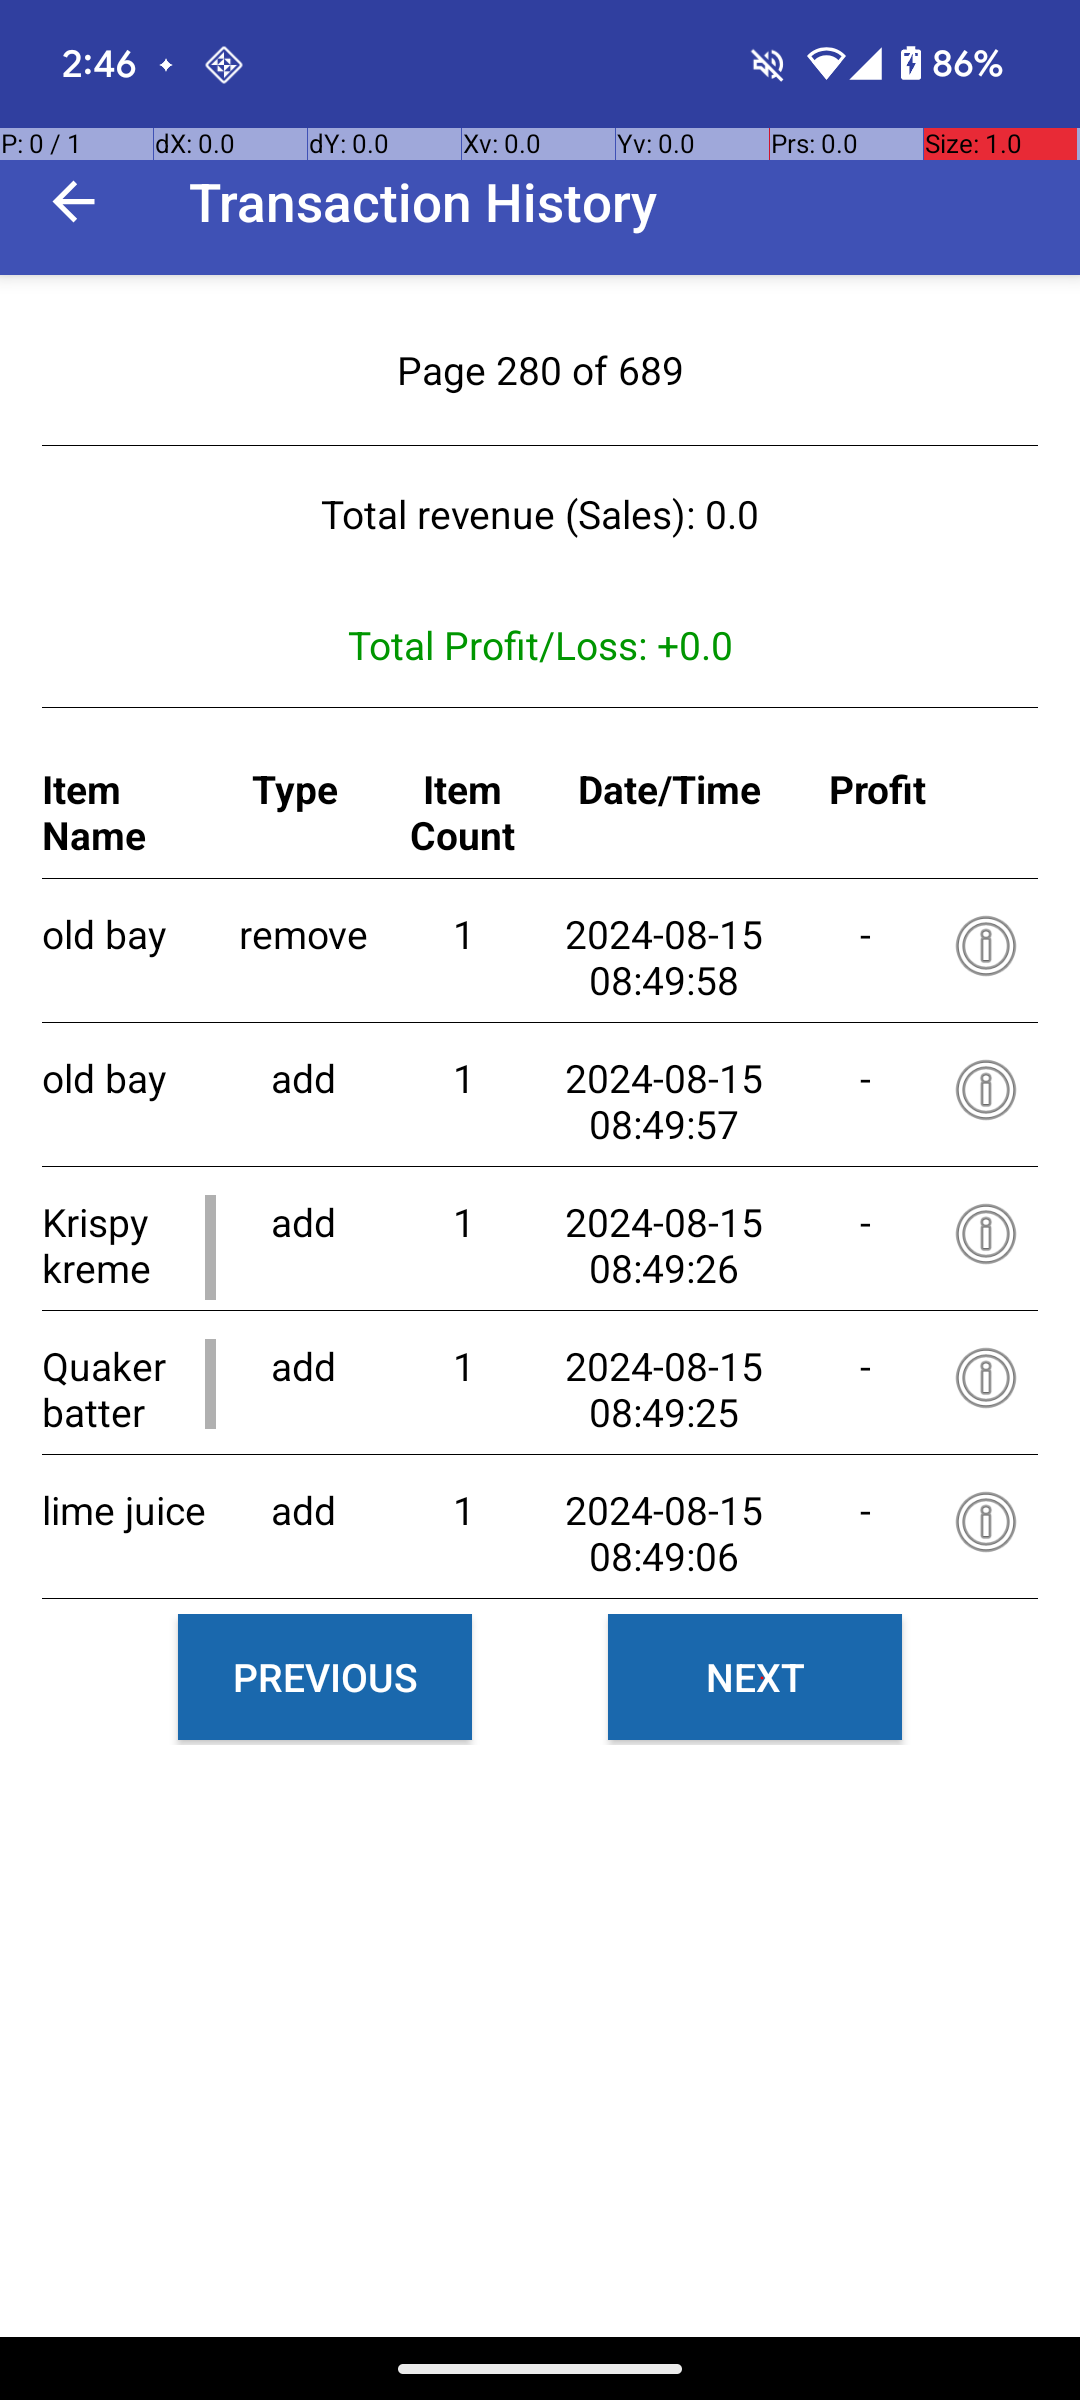 2:46 86%
P: 0 / 1 dX: 0.0 dY: 0.0 Xv: 0.0 Yv: 0.0 Prs: 0.0 Size: 1.0
Transaction History
Page 280 of 689
Total revenue (Sales): 0.0
Total Profit/Loss: +0.0
Item Name Type Item Count Date/Time Profit
old bay remove 1 2024-08-15 08:49:58 -
old bay add 1 2024-08-15 08:49:57 -
Krispy kreme add 1 2024-08-15 08:49:26 -
Quaker batter add 1 2024-08-15 08:49:25 -
lime juice add 1 2024-08-15 08:49:06 -
PREVIOUS NEXT